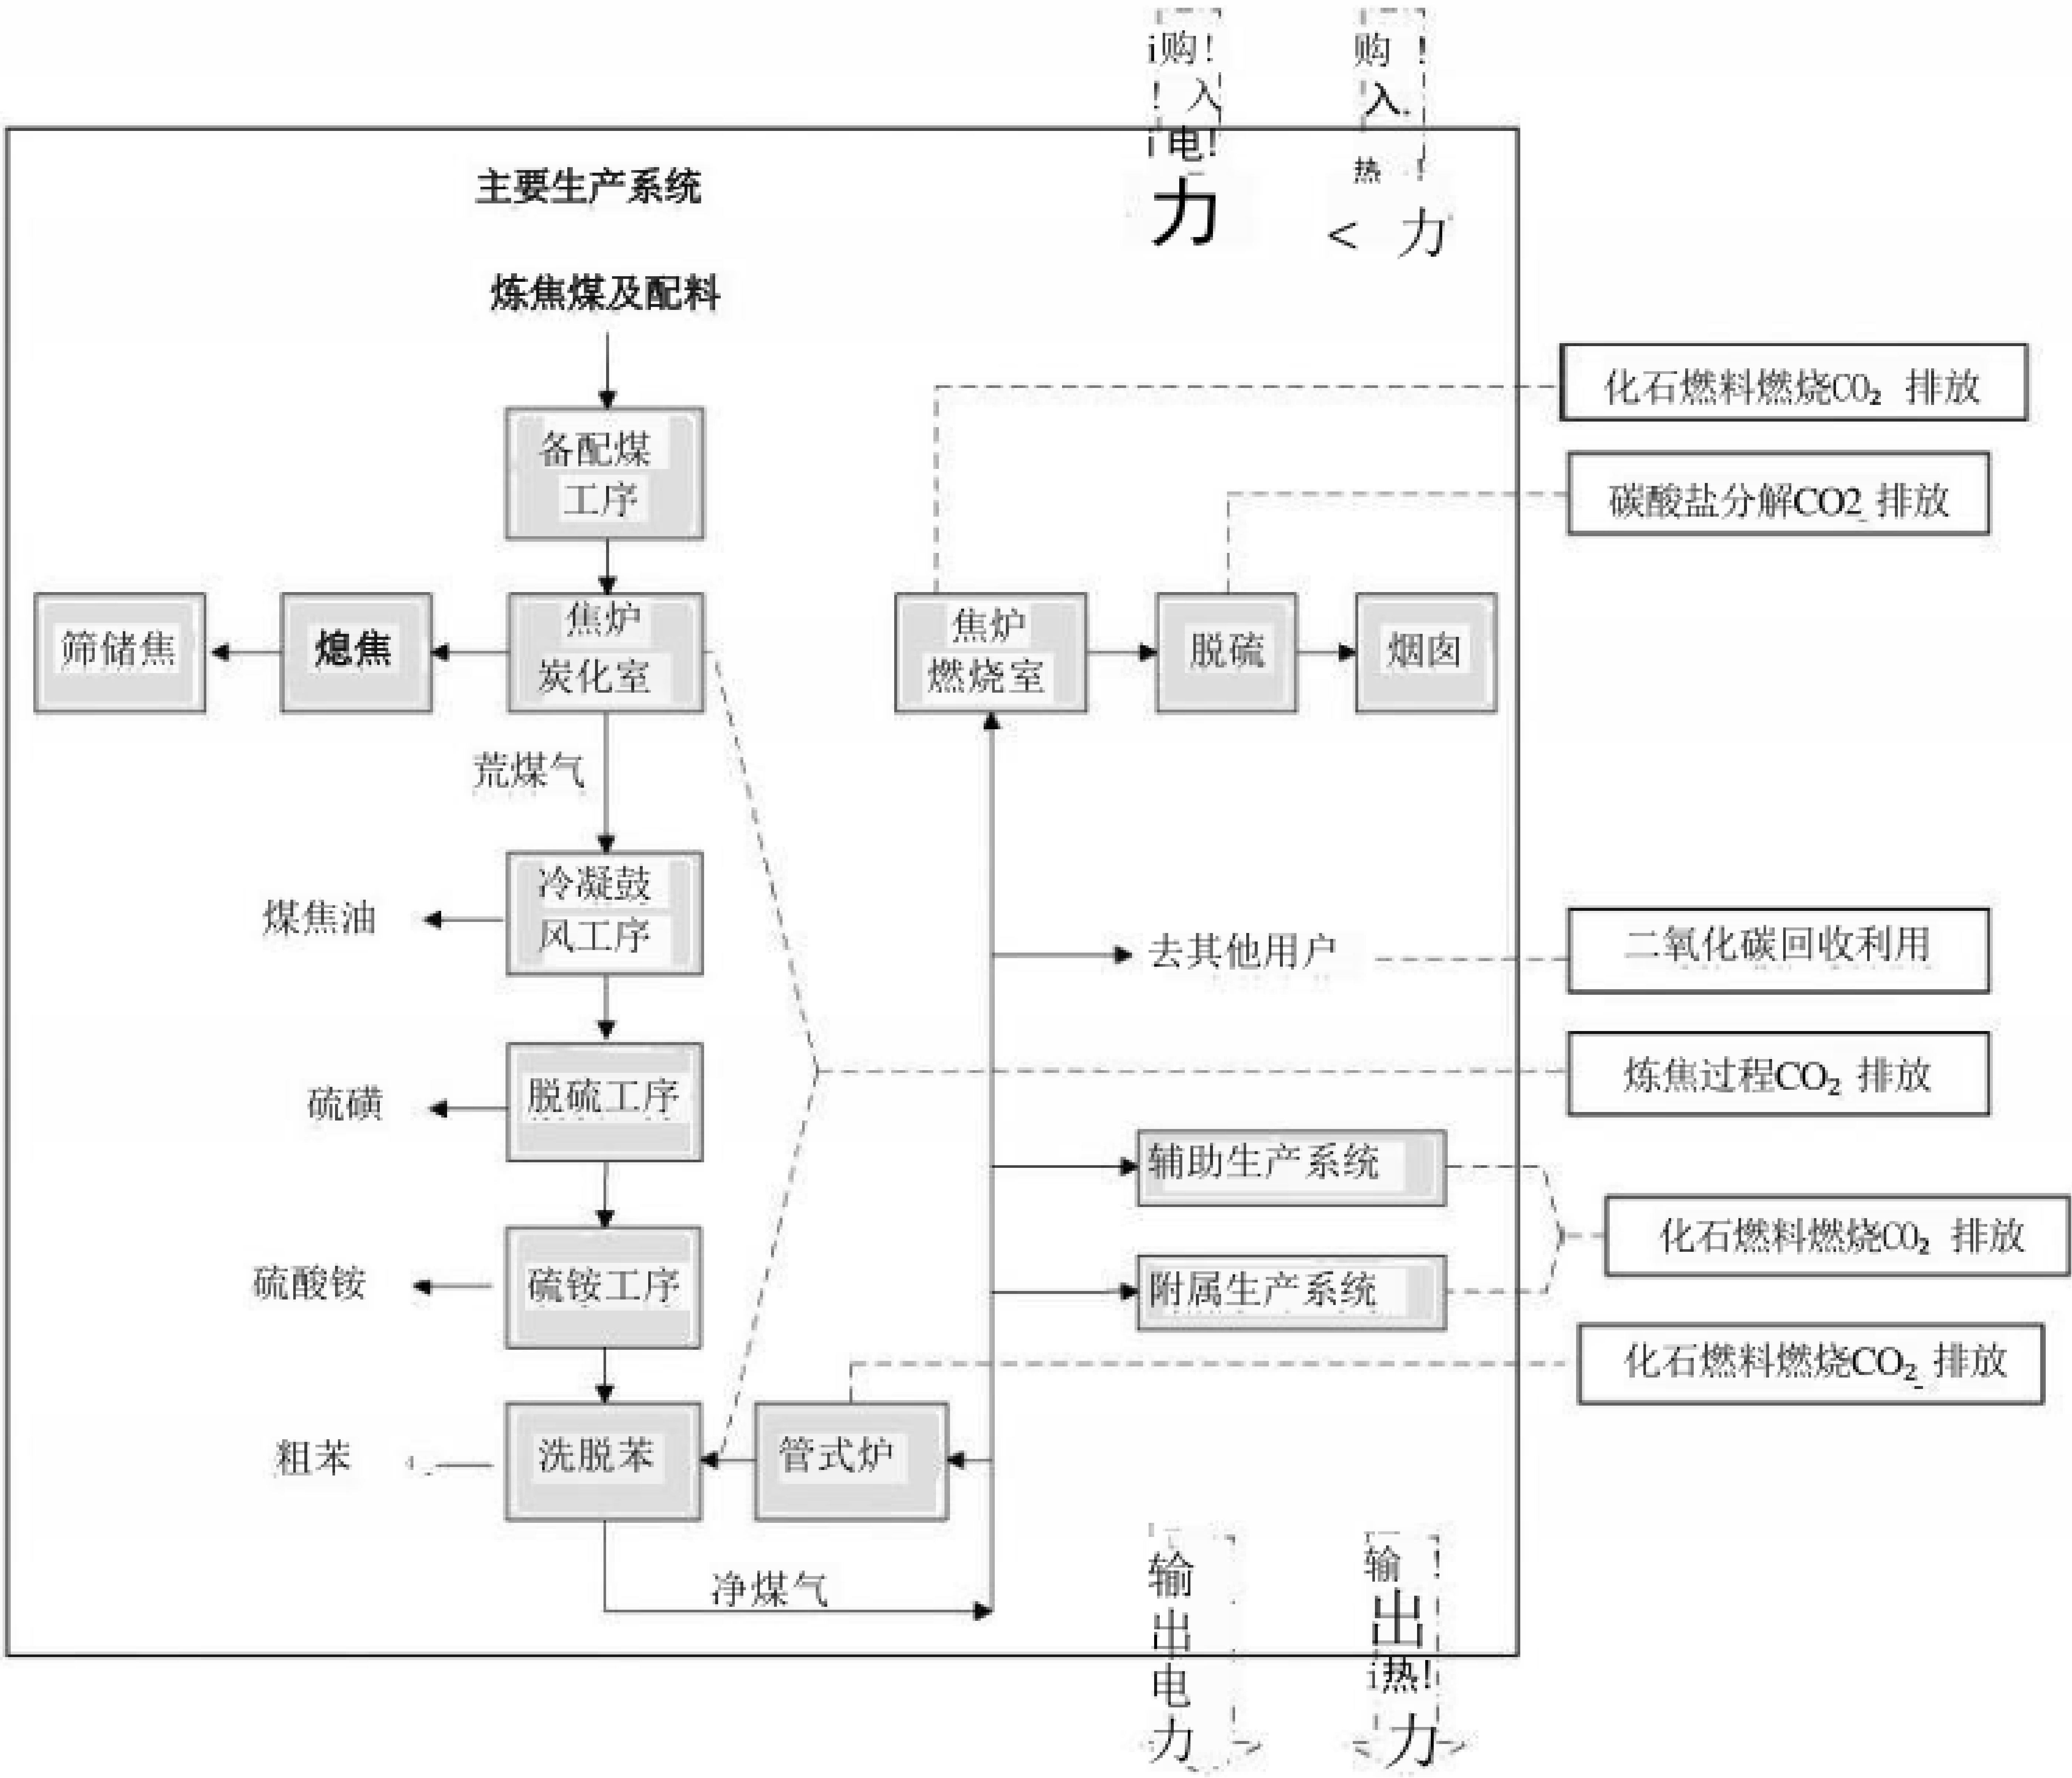 购
入
电
力
购
入
热
力
主要生产系统
炼焦煤及配料
化石燃料燃烧CO₂ 排放
备配煤
工序
碳酸盐分解CO2 排放
筛储焦
熄焦
焦炉
炭化室
焦炉
燃烧室
脱硫
烟囱
荒煤气
冷凝鼓
风工序
煤焦油
去其他用户
二氧化碳回收利用
炼焦过程CO₂ 排放
脱硫工序
硫磺
辅助生产系统
化石燃料燃烧CO₂ 排放
硫铵工序
硫酸铵
附属生产系统
化石燃料燃烧CO₂ 排放
粗苯
洗脱苯
管式炉
净煤气
输
出
电
力
输
出
热
力